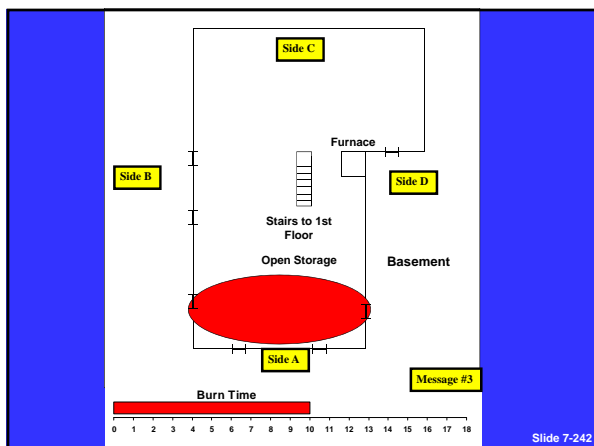 Side C
Furnace
Side B
Side D
Stairs to 1st
Floor
Open Storage
Basement
Side A
Message #3
Burn Time
0 1 2 3 4 5 6 7 8 9 10 11 12 13 14 15 16 17 18
Slide 7-242